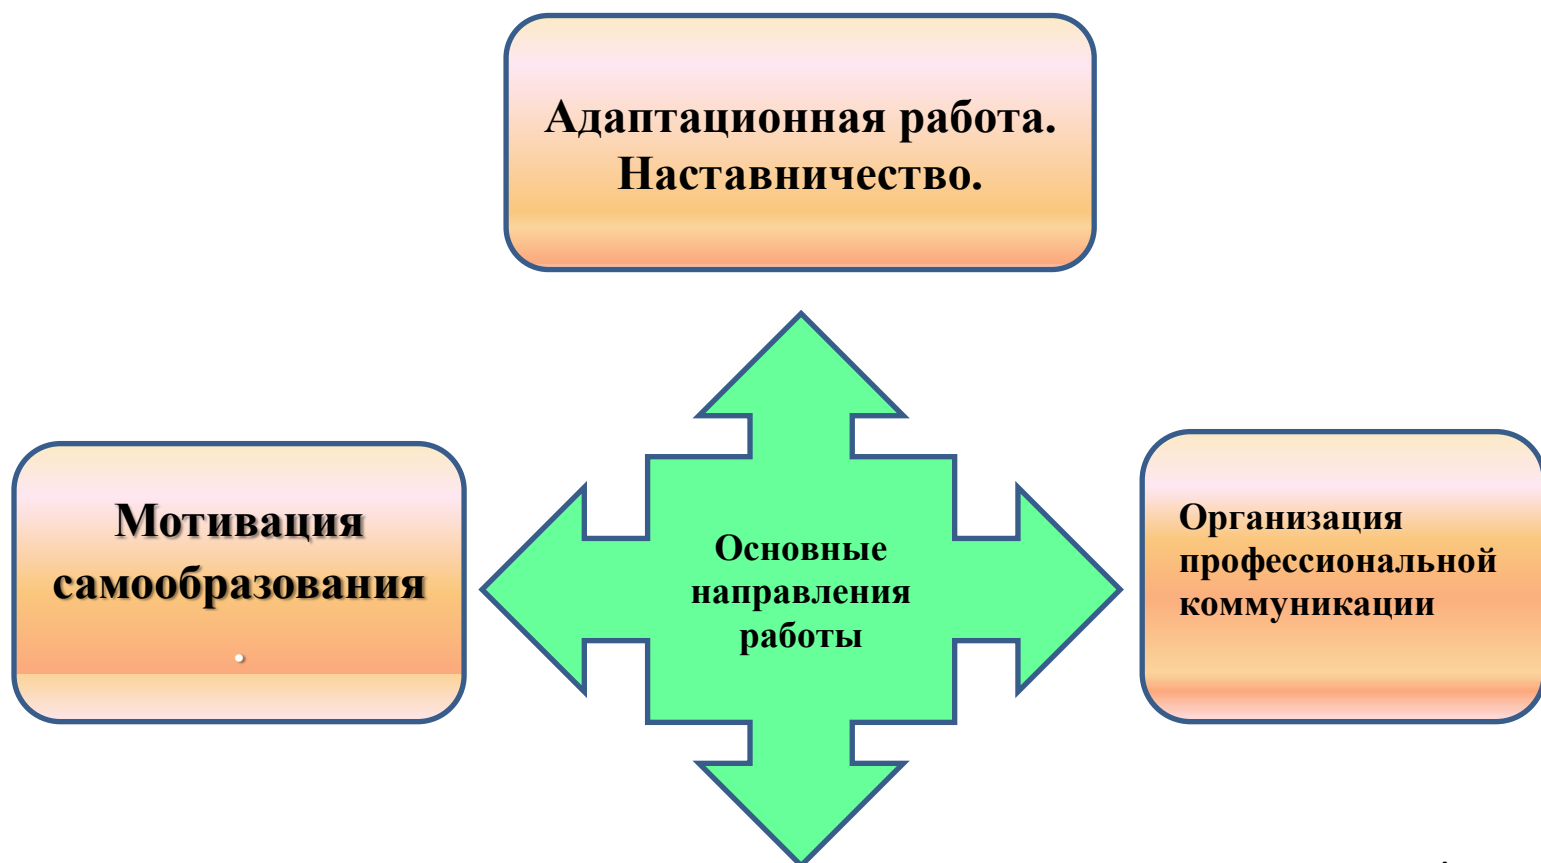 Адаптационная работа.
Наставничество.
Мотивация
самообразования
.
Организация
профессиональной
коммуникации
Основные
направления
работы